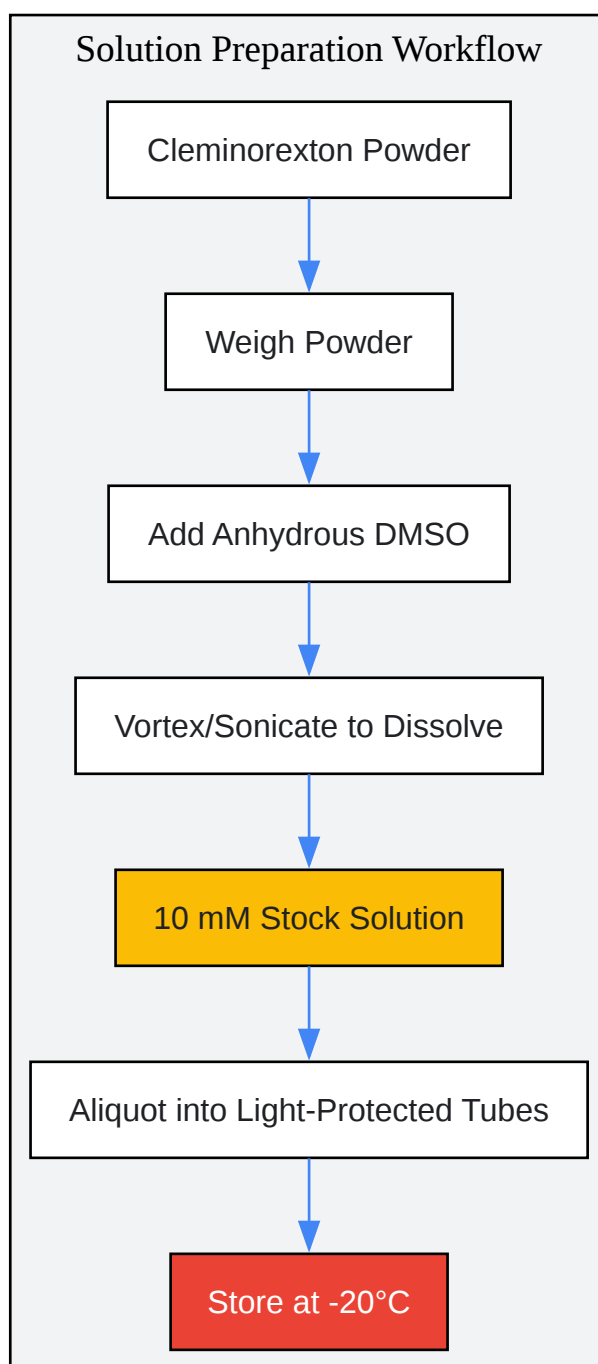 Solution Preparation Workflow
Cleminorexton Powder
Weigh Powder
Add Anhydrous DMSO
Vortex/Sonicate to Dissolve
10 mM Stock Solution
Aliquot into Light-Protected Tubes
Store at -20°C